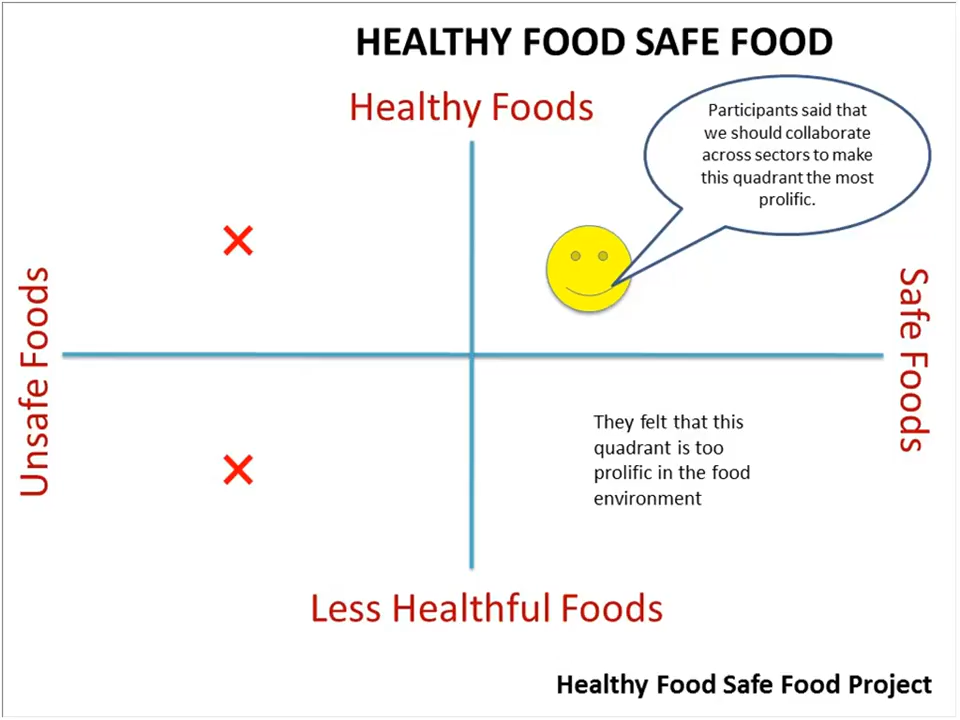 HEALTHY FOOD SAFE FOOD
Healthy Foods
Participants said that
we should collaborate
across sectors to make
this quadrant the most
prolific.
Unsafe Foods
Safe Foods
They felt that this
quadrant is too
prolific in the food
environment
Less Healthful Foods
Healthy Food Safe Food Project